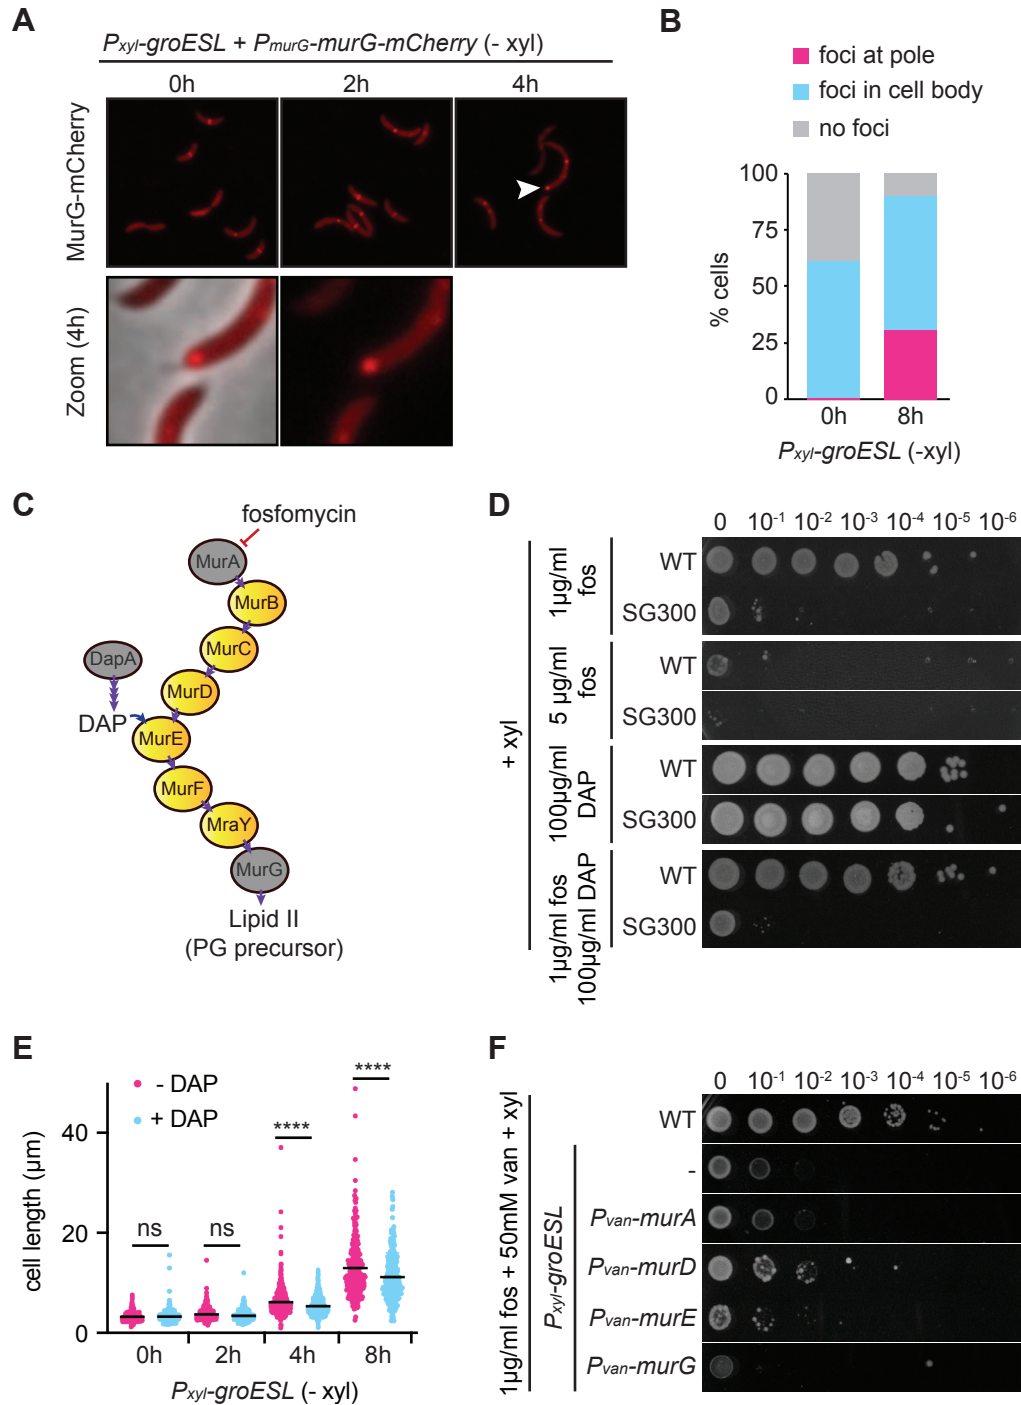 A
Pxyl-groESL + PmurG-murG-mCherry (- xyl)
0h 2h 4h
MurG-mCherry
Zoom (4h)
B
foci at pole
foci in cell body
no foci
100
75
50
25
0
% cells
0h 8h
Pxyl-groESL (-xyl)
C
fosfomycin
MurA
MurB
MurC
DapA
MurD
DAP
MurE
MurF
MraY
MurG
Lipid II
(PG precursor)
D
0 10-1 10-2 10-3 10-4 10-5 10-6
+ xyl
1µg/ml
fos
WT
SG300
5 µg/ml
fos
WT
SG300
100µg/ml
DAP
WT
SG300
1µg/ml fos
100µg/ml DAP
WT
SG300
E
- DAP
+ DAP
ns
ns
****
****
40
20
0
cell length (µm)
0h 2h 4h 8h
Pxyl-groESL (- xyl)
F
0 10-1 10-2 10-3 10-4 10-5 10-6
1µg/ml fos + 50mM van + xyl
WT
Pxyl-groESL
-
Pvan-murA
Pvan-murD
Pvan-murE
Pvan-murG